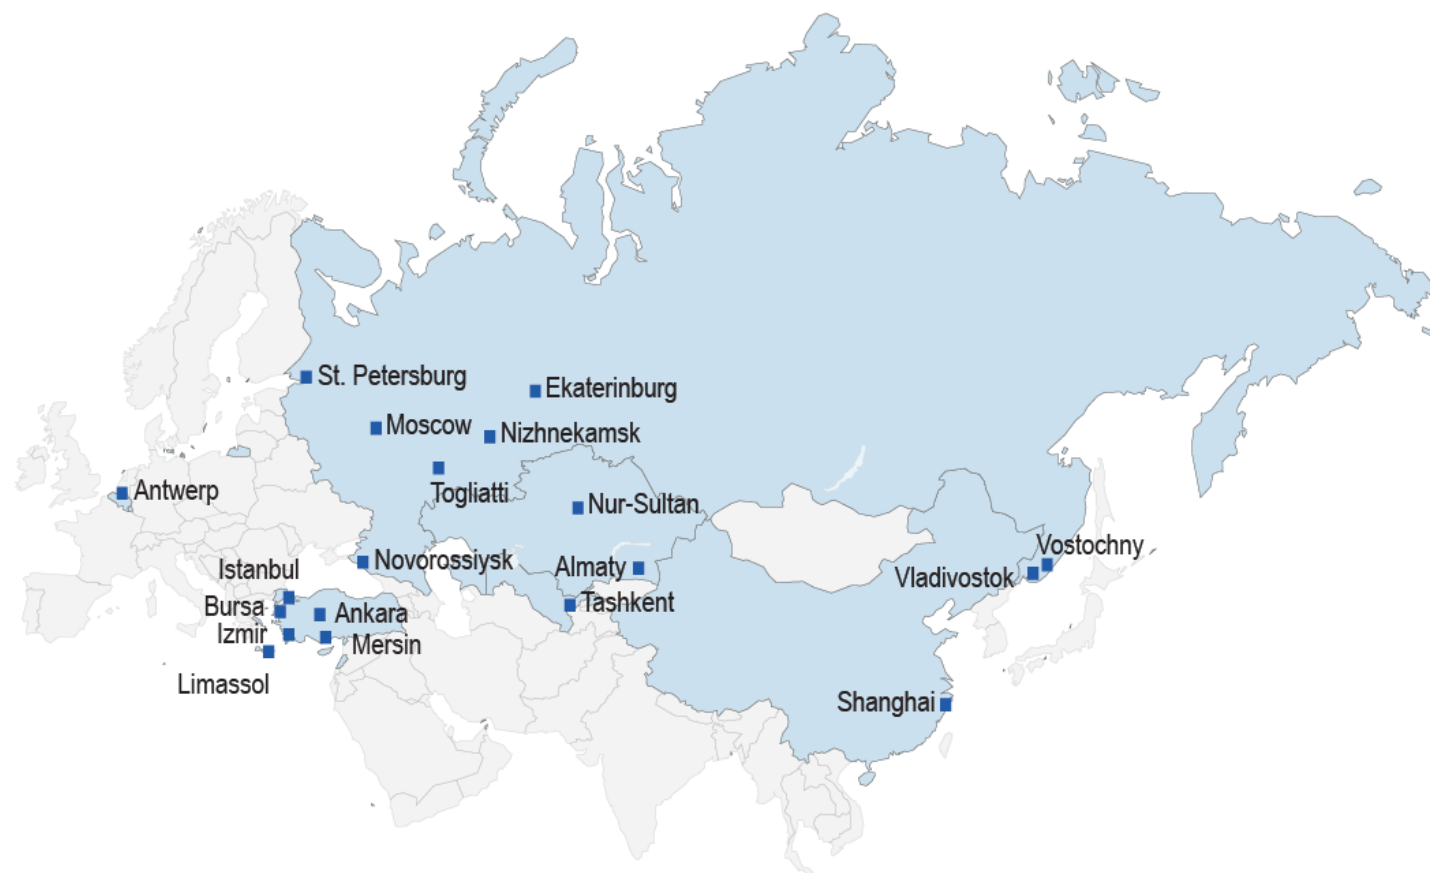 St. Petersburg
Ekaterinburg
Moscow
Nizhnekamsk
Togliatti
Antwerp
Nur-Sultan
Novorossiysk
Vostochny
Almaty
Vladivostok
Istanbul
Bursa
Ankara
Tashkent
Izmir
Mersin
Limassol
Shanghai